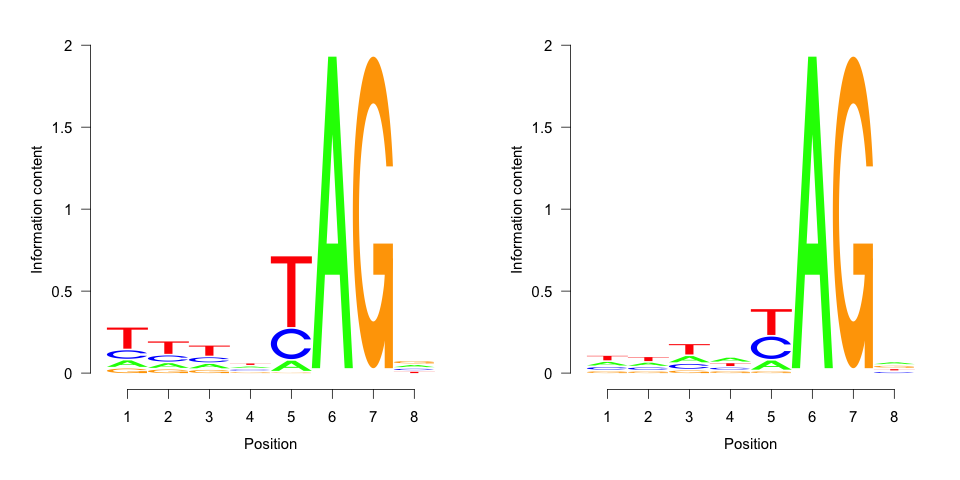 2
1.5
1
0.5
0
Information content
T T T T A G
C C C C
A A A A
G G G
1 2 3 4 5 6 7 8
Position
2
1.5
1
0.5
0
Information content
T T T A T A G
A A A T C
C C C C A
G G G G
1 2 3 4 5 6 7 8
Position